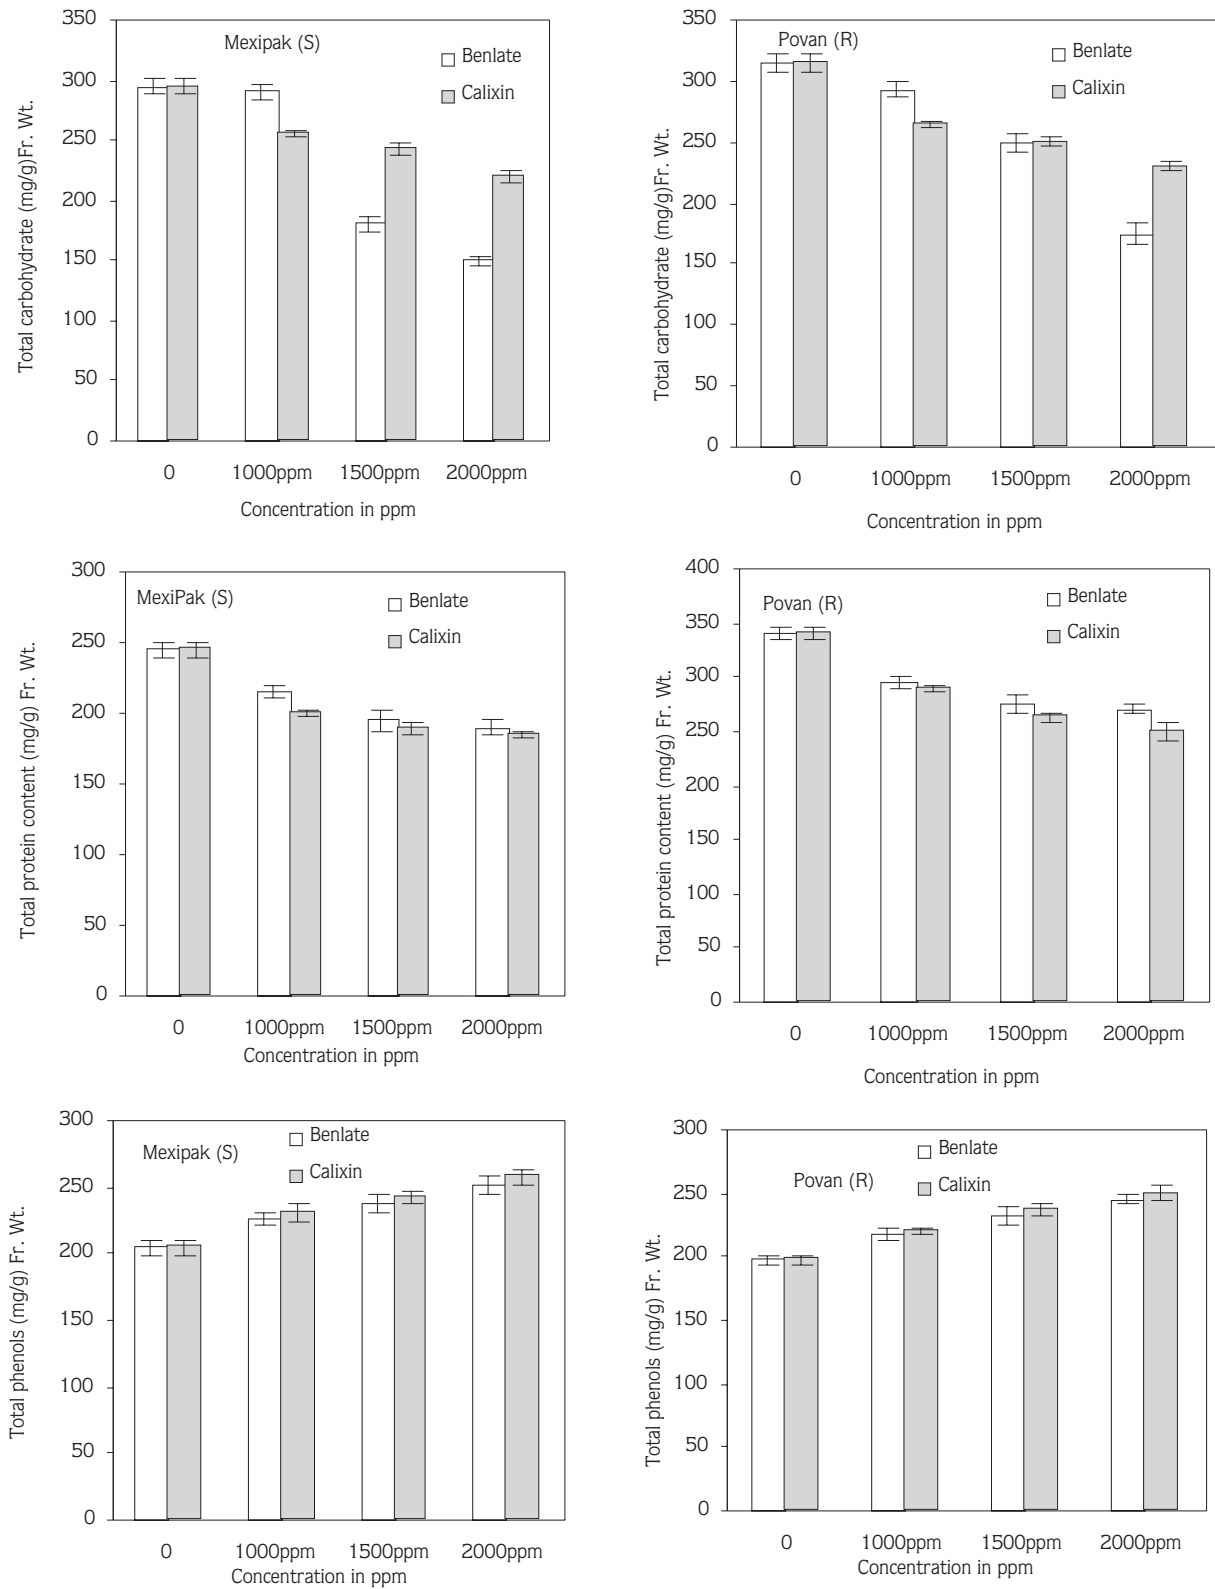 Mexipak (S)
Benlate
Calixin
Total carbohydrate (mg/g)Fr. Wt.
350
300
250
200
150
100
50
0
0 1000ppm 1500ppm 2000ppm
Concentration in ppm
Povan (R)
Benlate
Calixin
Total carbohydrate (mg/g)Fr. Wt.
350
300
250
200
150
100
50
0
0 1000ppm 1500ppm 2000ppm
Concentration in ppm
MexiPak (S)
Benlate
Calixin
Total protein content (mg/g) Fr. Wt.
300
250
200
150
100
50
0
0 1000ppm 1500ppm 2000ppm
Concentration in ppm
Povan (R)
Benlate
Calixin
Total protein content (mg/g) Fr. Wt.
400
350
300
250
200
150
100
50
0
0 1000ppm 1500ppm 2000ppm
Concentration in ppm
Mexipak (S)
Benlate
Calixin
Total phenols (mg/g) Fr. Wt.
300
250
200
150
100
50
0
0 1000ppm 1500ppm 2000ppm
Concentration in ppm
Povan (R)
Benlate
Calixin
Total phenols (mg/g) Fr. Wt.
300
250
200
150
100
50
0
0 1000ppm 1500ppm 2000ppm
Concentration in ppm